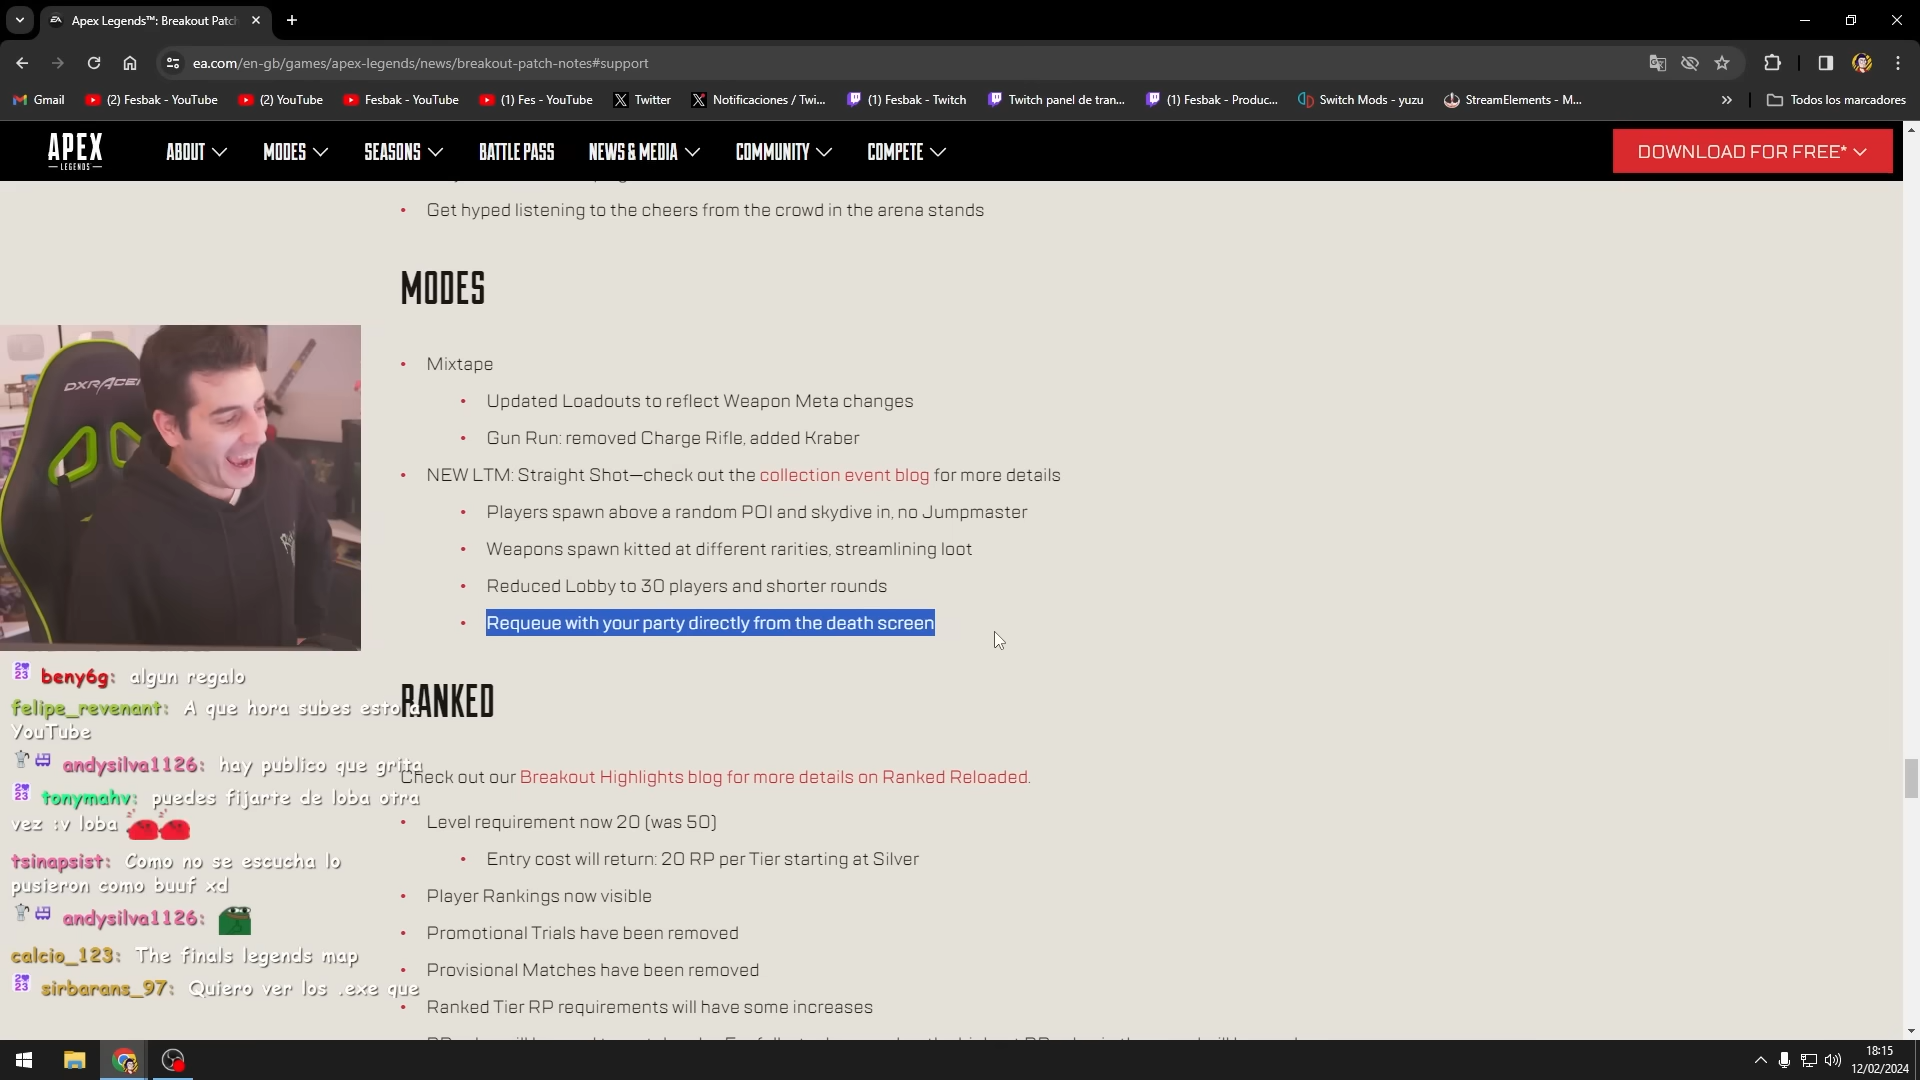 Apex Legends™: Breakout Patch
ea.com/en-gb/games/apex-legends/news/breakout-patch-notes#support
Gmail
(2) Fesbak - YouTube
(2) YouTube
Fesbak - YouTube
(1) Fes - YouTube
Twitter
Notificaciones / Twi...
(1) Fesbak - Twitch
Twitch panel de tran...
(1) Fesbak - Produc...
Switch Mods - yuzu
StreamElements - M...
Todos los marcadores
APEX
LEGENDS
ABOUT
MODES
SEASONS
BATTLE PASS
NEWS & MEDIA
COMMUNITY
COMPETE
DOWNLOAD FOR FREE*
Get hyped listening to the cheers from the crowd in the arena stands
MODES
Mixtape
Updated Loadouts to reflect Weapon Meta changes
Gun Run: removed Charge Rifle, added Kraber
NEW LTM: Straight Shot—check out the collection event blog for more details
Players spawn above a random POI and skydive in, no Jumpmaster
Weapons spawn kitted at different rarities, streamlining loot
Reduced Lobby to 30 players and shorter rounds
Requeue with your party directly from the death screen
RANKED
Check out our Breakout Highlights blog for more details on Ranked Reloaded.
Level requirement now 20 (was 50)
Entry cost will return: 20 RP per Tier starting at Silver
Player Rankings now visible
Promotional Trials have been removed
Provisional Matches have been removed
Ranked Tier RP requirements will have some increases
DXRACER
beny6g: algun regalo
felipe_revenant: A que hora subes esto a
YouTube
andysilva1126: hay publico que grita
tonymahv: puedes fijarte de loba otra
vez :v loba
tsinapsist: Como no se escucha lo
pusieron como buuf xd
andysilva1126:
calcio_123: The finals legends map
sirbarans_97: Quiero ver los .exe que
18:15
12/02/2024